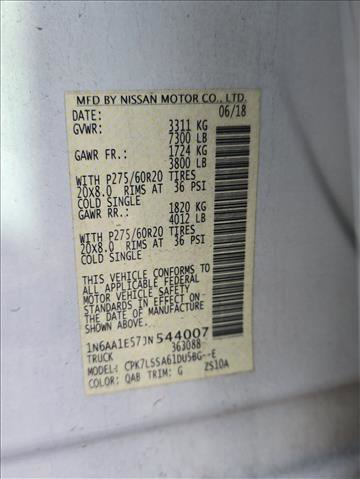 MFD BY NISSAN MOTOR CO., LTD.
DATE: 06/18
GVWR: 3311 KG
7300 LB
GAWR FR.: 1724 KG
3800 LB
WITH P275/60R20 TIRES
20X8.0 RIMS AT 36 PSI
COLD SINGLE
GAWR RR.: 1820 KG
4012 LB
WITH P275/60R20 TIRES
20X8.0 RIMS AT 36 PSI
COLD SINGLE
THIS VEHICLE CONFORMS TO
ALL APPLICABLE FEDERAL
MOTOR VEHICLE SAFETY
STANDARDS IN EFFECT ON
THE DATE OF MANUFACTURE
SHOWN ABOVE.
1N6AA1E57JN544007
TRUCK 363088
MODEL: CPK7LSSA61DU5BG--E
COLOR: QAB TRIM: G ZS10A